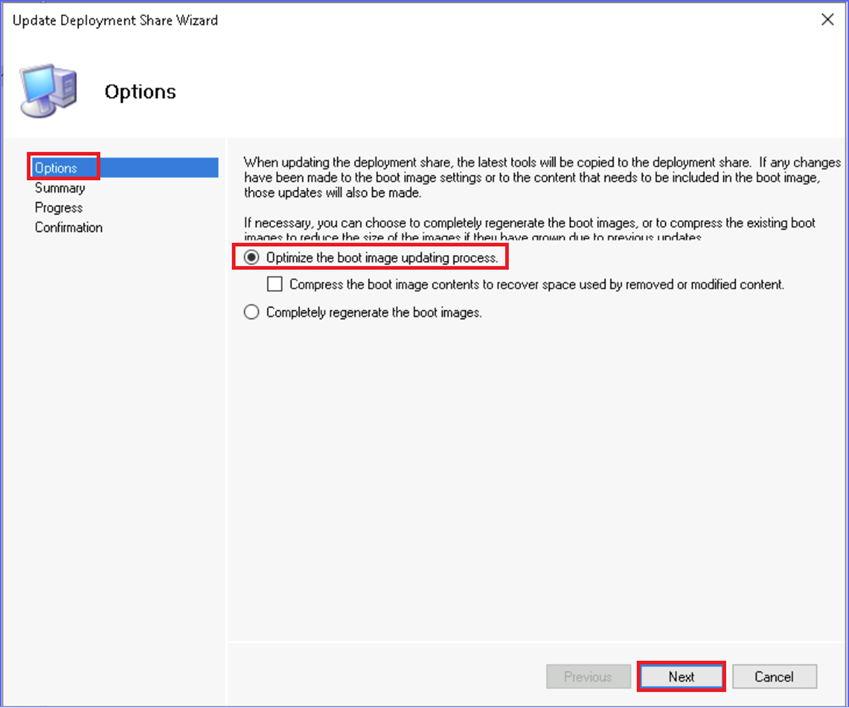 Update Deployment Share Wizard
Options
Options
Summary
Progress
Confirmation
When updating the deployment share, the latest tools will be copied to the deployment share.  If any changes
have been made to the boot image settings or to the content that needs to be included in the boot image,
those updates will also be made.
If necessary, you can choose to completely regenerate the boot images, or to compress the existing boot
images to reduce the size of the images if they have grown due to previous updates.
Optimize the boot image updating process.
Compress the boot image contents to recover space used by removed or modified content.
Completely regenerate the boot images.
Previous
Next
Cancel